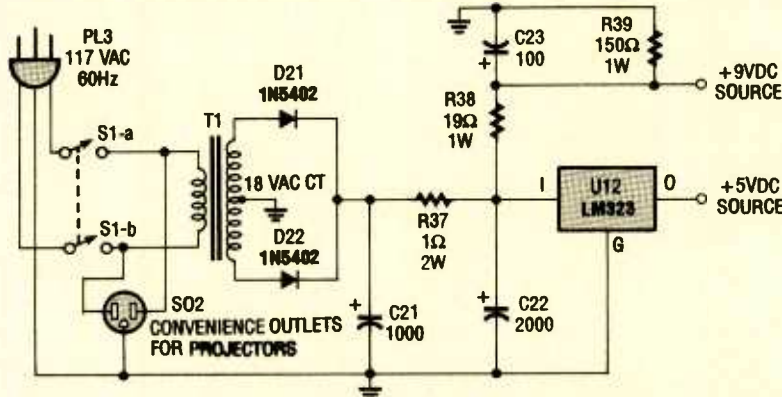 PL3
117 VAC
60Hz
S1-a
S1-b
T1
D21
1N5402
18 VAC CT
D22
1N5402
SO2
CONVENIENCE OUTLETS
FOR PROJECTORS
+
C21
1000
R37
1Ω
2W
+
C22
2000
R38
19Ω
1W
+
C23
100
R39
150Ω
1W
+9VDC
SOURCE
I
U12
LM323
O
G
+5VDC
SOURCE